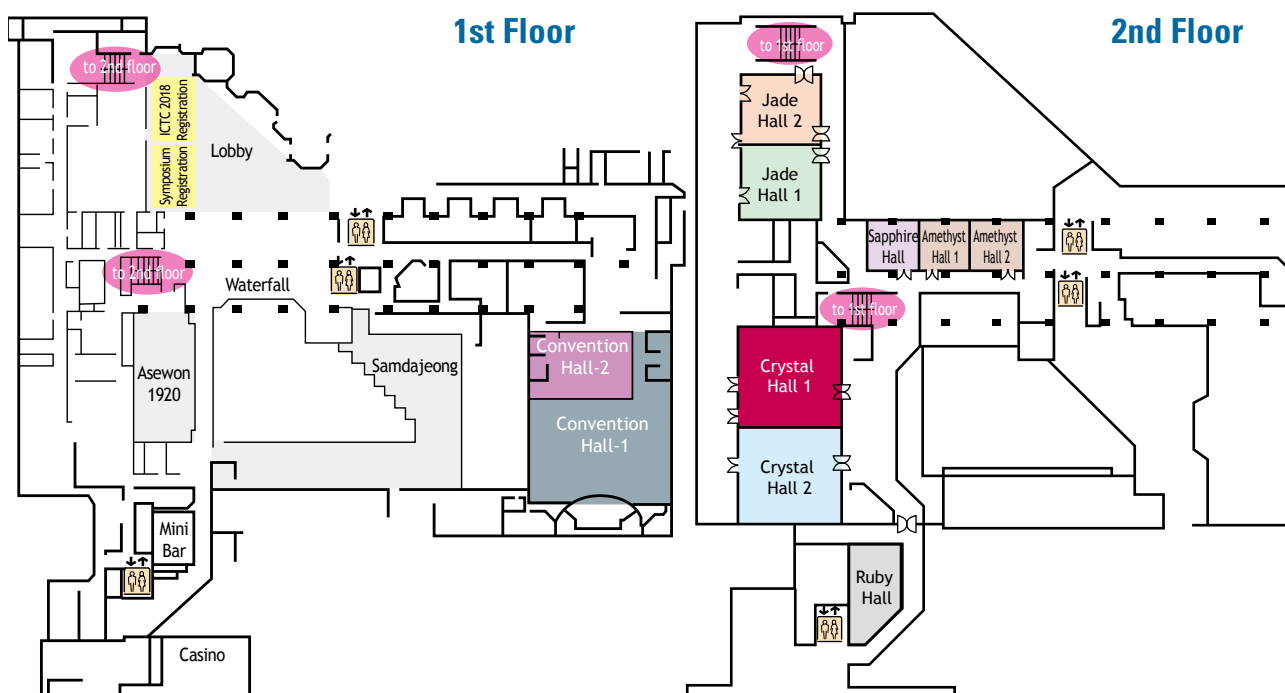 1st Floor
to 2nd floor
ICTC 2018
Registration
Symposium
Registration
Lobby
to 2nd floor
Waterfall
Asewon
1920
Samdajeong
Convention
Hall-2
Convention
Hall-1
Mini
Bar
Casino
2nd Floor
to 1st floor
Jade
Hall 2
Jade
Hall 1
Sapphire
Hall
Amethyst
Hall 1
Amethyst
Hall 2
to 1st floor
Crystal
Hall 1
Crystal
Hall 2
Ruby
Hall